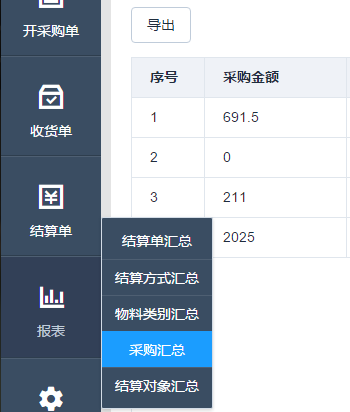 开采购单
收货单
结算单
报表
导出
序号 采购金额
1 691.5
2 0
3 211
2025
结算单汇总
结算方式汇总
物料类别汇总
采购汇总
结算对象汇总